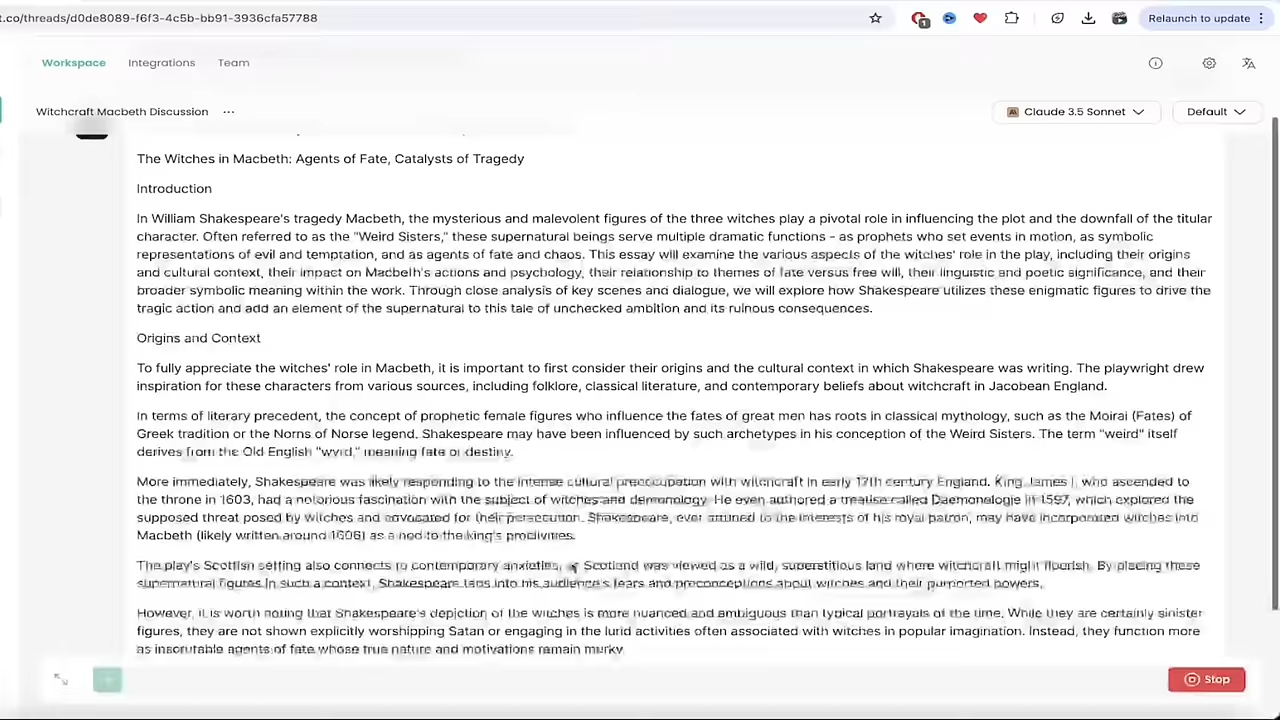 t.co/threads/d0de8089-f6f3-4c5b-bb91-3936cfa57788
1
Relaunch to update
Workspace
Integrations
Team
Witchcraft Macbeth Discussion
Claude 3.5 Sonnet
Default
The Witches in Macbeth: Agents of Fate, Catalysts of Tragedy
Introduction
In William Shakespeare's tragedy Macbeth, the mysterious and malevolent figures of the three witches play a pivotal role in influencing the plot and the downfall of the titular
character. Often referred to as the "Weird Sisters," these supernatural beings serve multiple dramatic functions - as prophets who set events in motion, as symbolic
representations of evil and temptation, and as agents of fate and chaos. This essay will examine the various aspects of the witches' role in the play, including their origins
and cultural context, their impact on Macbeth's actions and psychology, their relationship to themes of fate versus free will, their linguistic and poetic significance, and their
broader symbolic meaning within the work. Through close analysis of key scenes and dialogue, we will explore how Shakespeare utilizes these enigmatic figures to drive the
tragic action and add an element of the supernatural to this tale of unchecked ambition and its ruinous consequences.
Origins and Context
To fully appreciate the witches' role in Macbeth, it is important to first consider their origins and the cultural context in which Shakespeare was writing. The playwright drew
inspiration for these characters from various sources, including folklore, classical literature, and contemporary beliefs about witchcraft in Jacobean England.
In terms of literary precedent, the concept of prophetic female figures who influence the fates of great men has roots in classical mythology, such as the Moirai (Fates) of
Greek tradition or the Norns of Norse legend. Shakespeare may have been influenced by such archetypes in his conception of the Weird Sisters. The term "weird" itself
derives from the Old English "wyrd," meaning fate or destiny.
More immediately, Shakespeare was likely responding to the intense cultural preoccupation with witchcraft in early 17th century England. King James I, who ascended to
the throne in 1603, had a notorious fascination with the subject of witches and demonology. He even authored a treatise called Daemonologie in 1597, which explored the
supposed threat posed by witches and advocated for their persecution. Shakespeare, ever attuned to the interests of his royal patron, may have incorporated witches into
Macbeth (likely written around 1606) as a nod to the king's proclivities.
The play's Scottish setting also connects to contemporary anxieties, as Scotland was viewed as a wild, superstitious land where witchcraft might flourish. By placing these
supernatural figures in such a context, Shakespeare taps into his audience's fears and preconceptions about witches and their purported powers.
However, it is worth noting that Shakespeare's depiction of the witches is more nuanced and ambiguous than typical portrayals of the time. While they are certainly sinister
figures, they are not shown explicitly worshipping Satan or engaging in the lurid activities often associated with witches in popular imagination. Instead, they function more
as inscrutable agents of fate whose true nature and motivations remain murky.
Stop